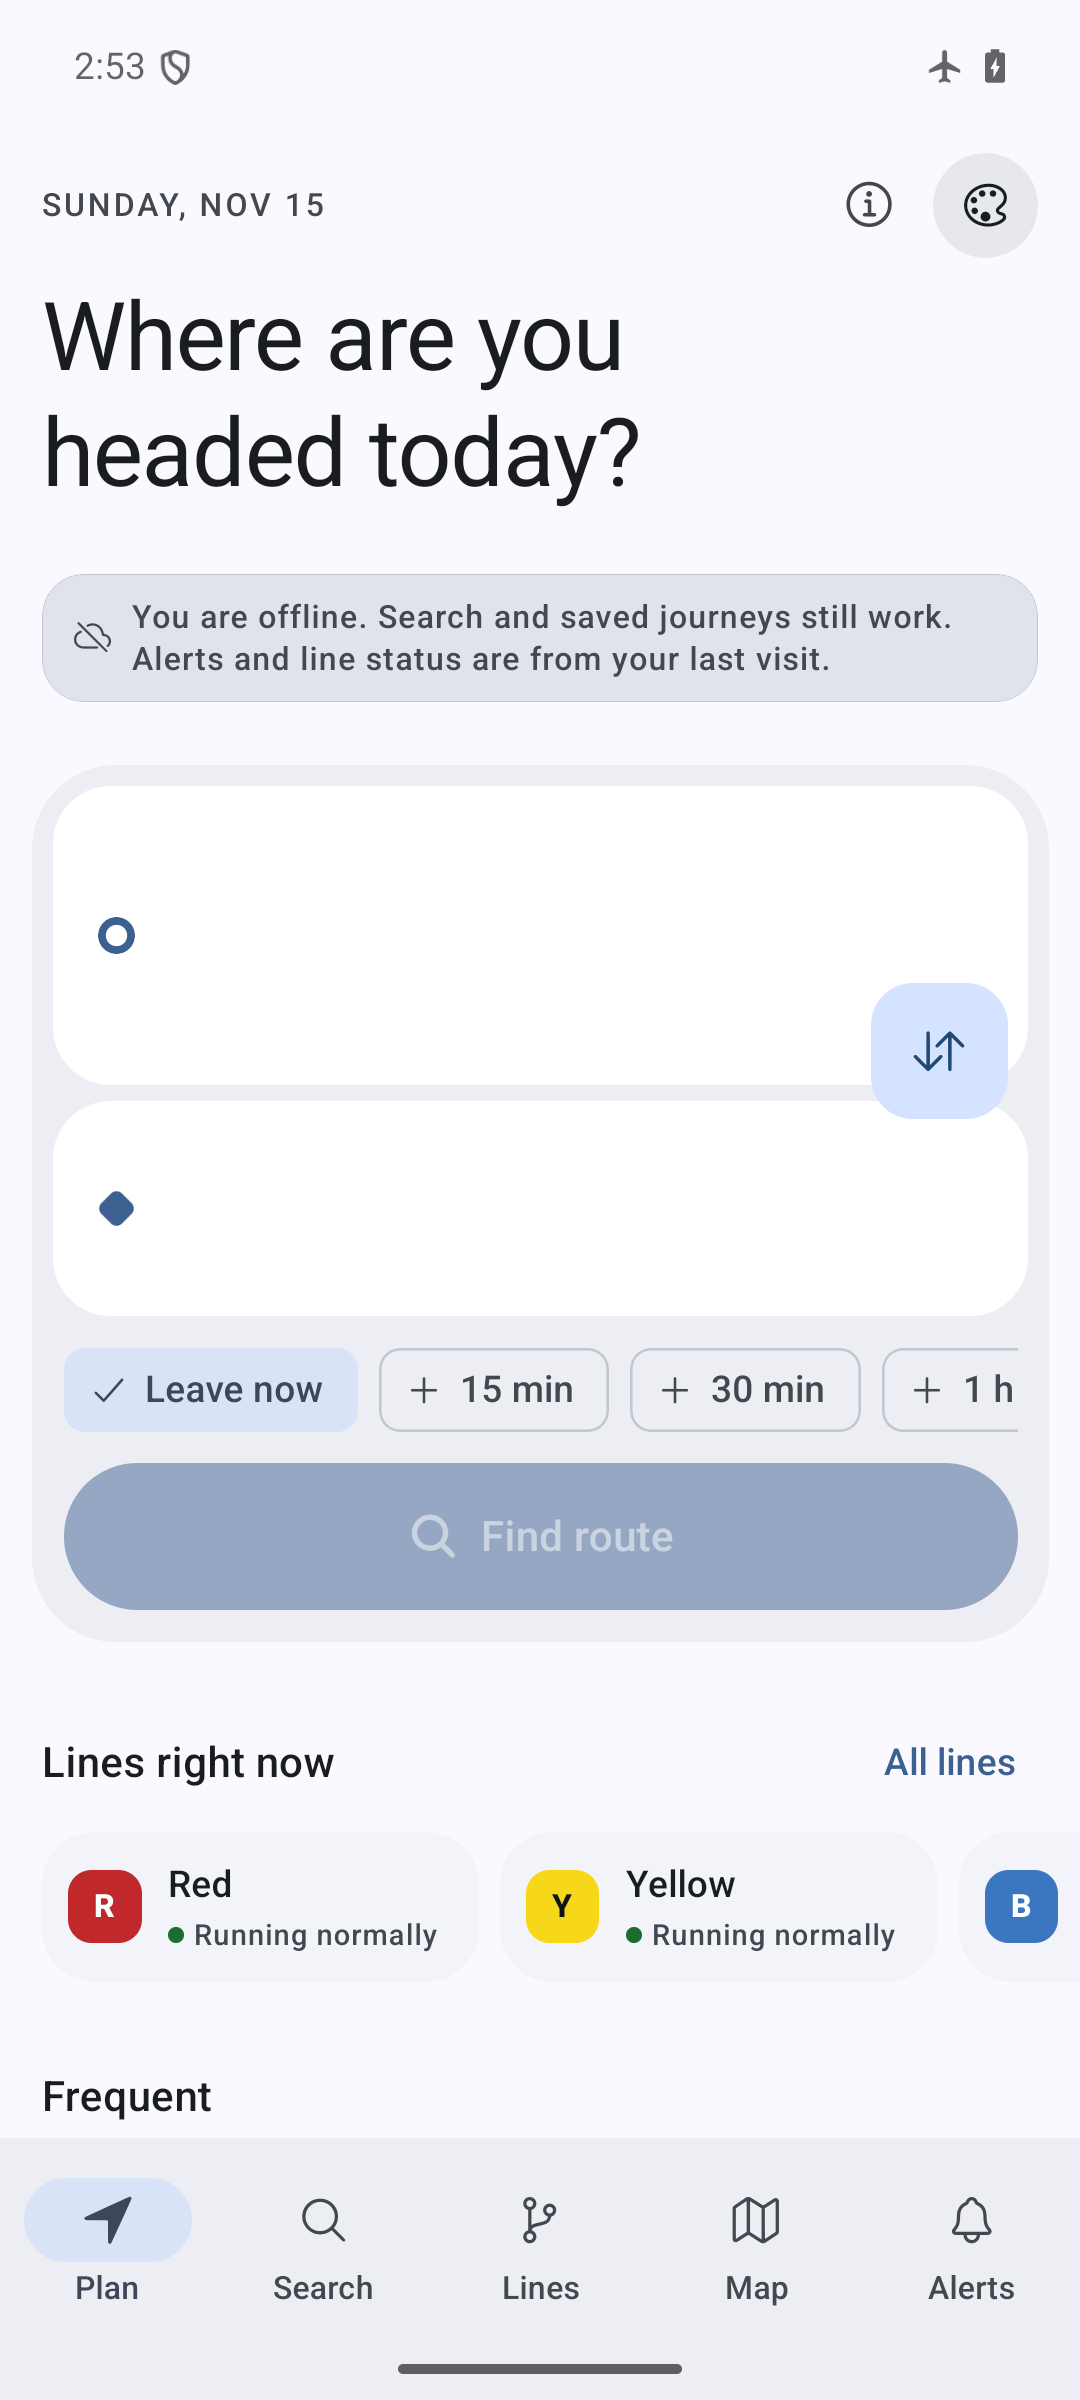 2:53
SUNDAY, NOV 15
Where are you
headed today?
You are offline. Search and saved journeys still work.
Alerts and line status are from your last visit.
Leave now
15 min
30 min
1 h
Find route
Lines right now
All lines
R
Red
Running normally
Y
Yellow
Running normally
B
Frequent
Plan
Search
Lines
Map
Alerts